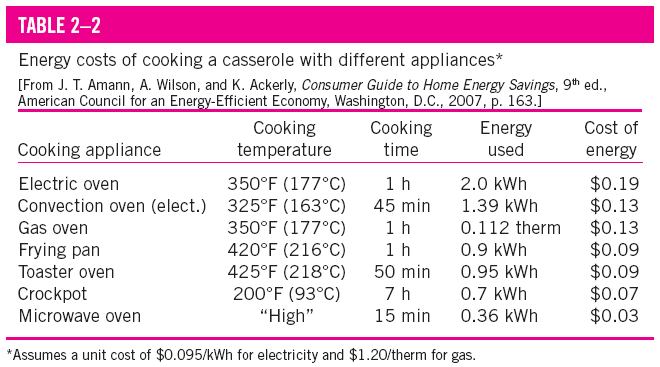 TABLE 2–2
Energy costs of cooking a casserole with different appliances*
[From J. T. Amann, A. Wilson, and K. Ackerly, Consumer Guide to Home Energy Savings, 9th ed.,
American Council for an Energy-Efficient Economy, Washington, D.C., 2007, p. 163.]
Cooking Cooking Energy Cost of
Cooking appliance temperature time used energy
Electric oven 350°F (177°C) 1 h 2.0 kWh $0.19
Convection oven (elect.) 325°F (163°C) 45 min 1.39 kWh $0.13
Gas oven 350°F (177°C) 1 h 0.112 therm $0.13
Frying pan 420°F (216°C) 1 h 0.9 kWh $0.09
Toaster oven 425°F (218°C) 50 min 0.95 kWh $0.09
Crockpot 200°F (93°C) 7 h 0.7 kWh $0.07
Microwave oven “High” 15 min 0.36 kWh $0.03
*Assumes a unit cost of $0.095/kWh for electricity and $1.20/therm for gas.